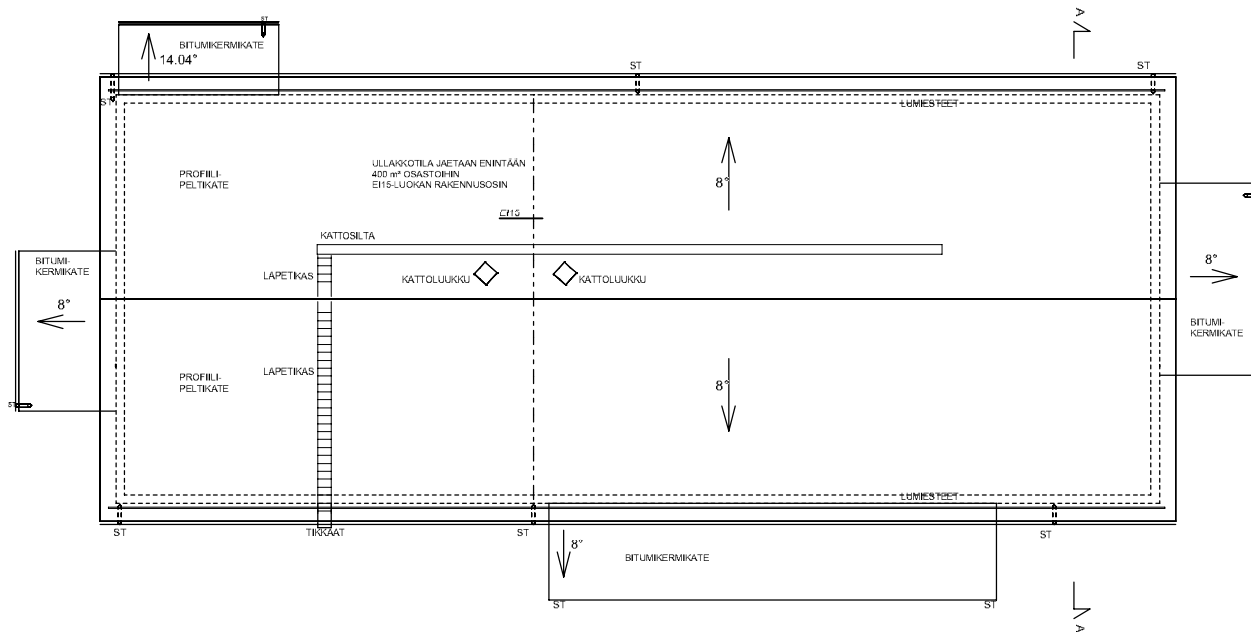 ST
A
BITUMIKERMIKATE
14.04°
ST
ST
ST
LUMIESTEET
ULLAKKOTILA JAETAAN ENINTÄÄN
400 m² OSASTOIHIN
EI15-LUOKAN RAKENNUSOSIN
PROFIILI-
PELTIKATE
8°
EI15
KATTOSILTA
BITUMI-
KERMIKATE
LAPETIKAS
KATTOLUUKKU
KATTOLUUKKU
8°
8°
BITUMI-
KERMIKATE
PROFIILI-
PELTIKATE
LAPETIKAS
8°
ST
LUMIESTEET
ST
TIKKAAT
ST
ST
8°
BITUMIKERMIKATE
ST
ST
A